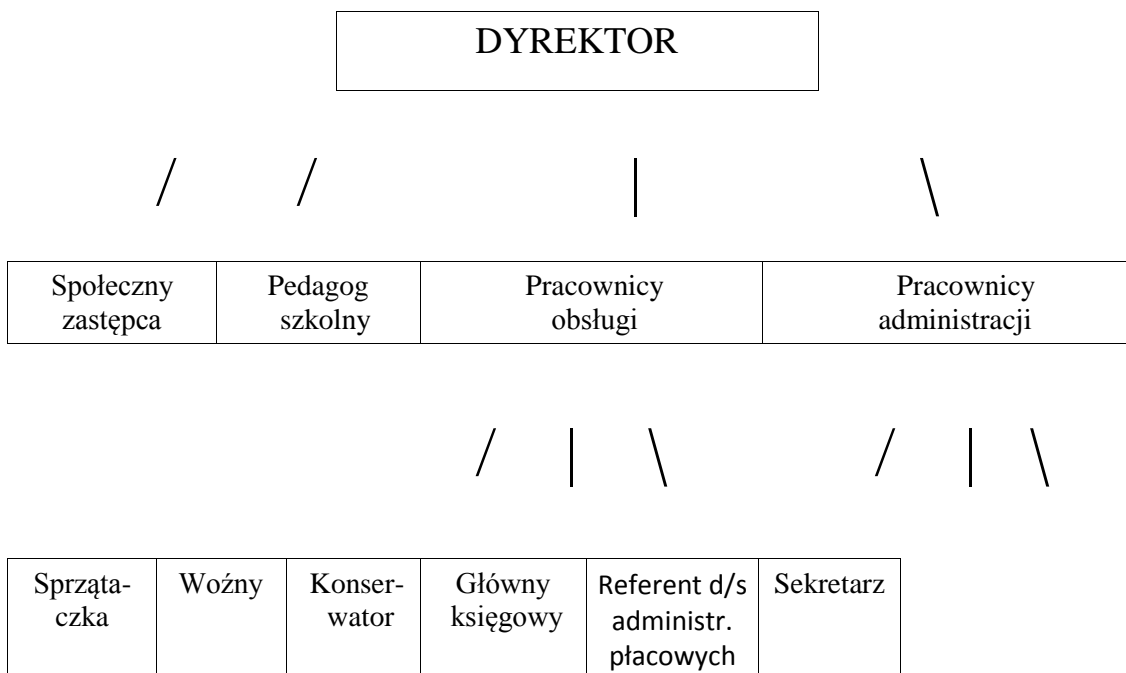 DYREKTOR
Społeczny
zastępca
Pedagog
szkolny
Pracownicy
obsługi
Pracownicy
administracji
Sprząta-
czka
Woźny
Konser-
wator
Główny
księgowy
Referent d/s
administr.
płacowych
Sekretarz